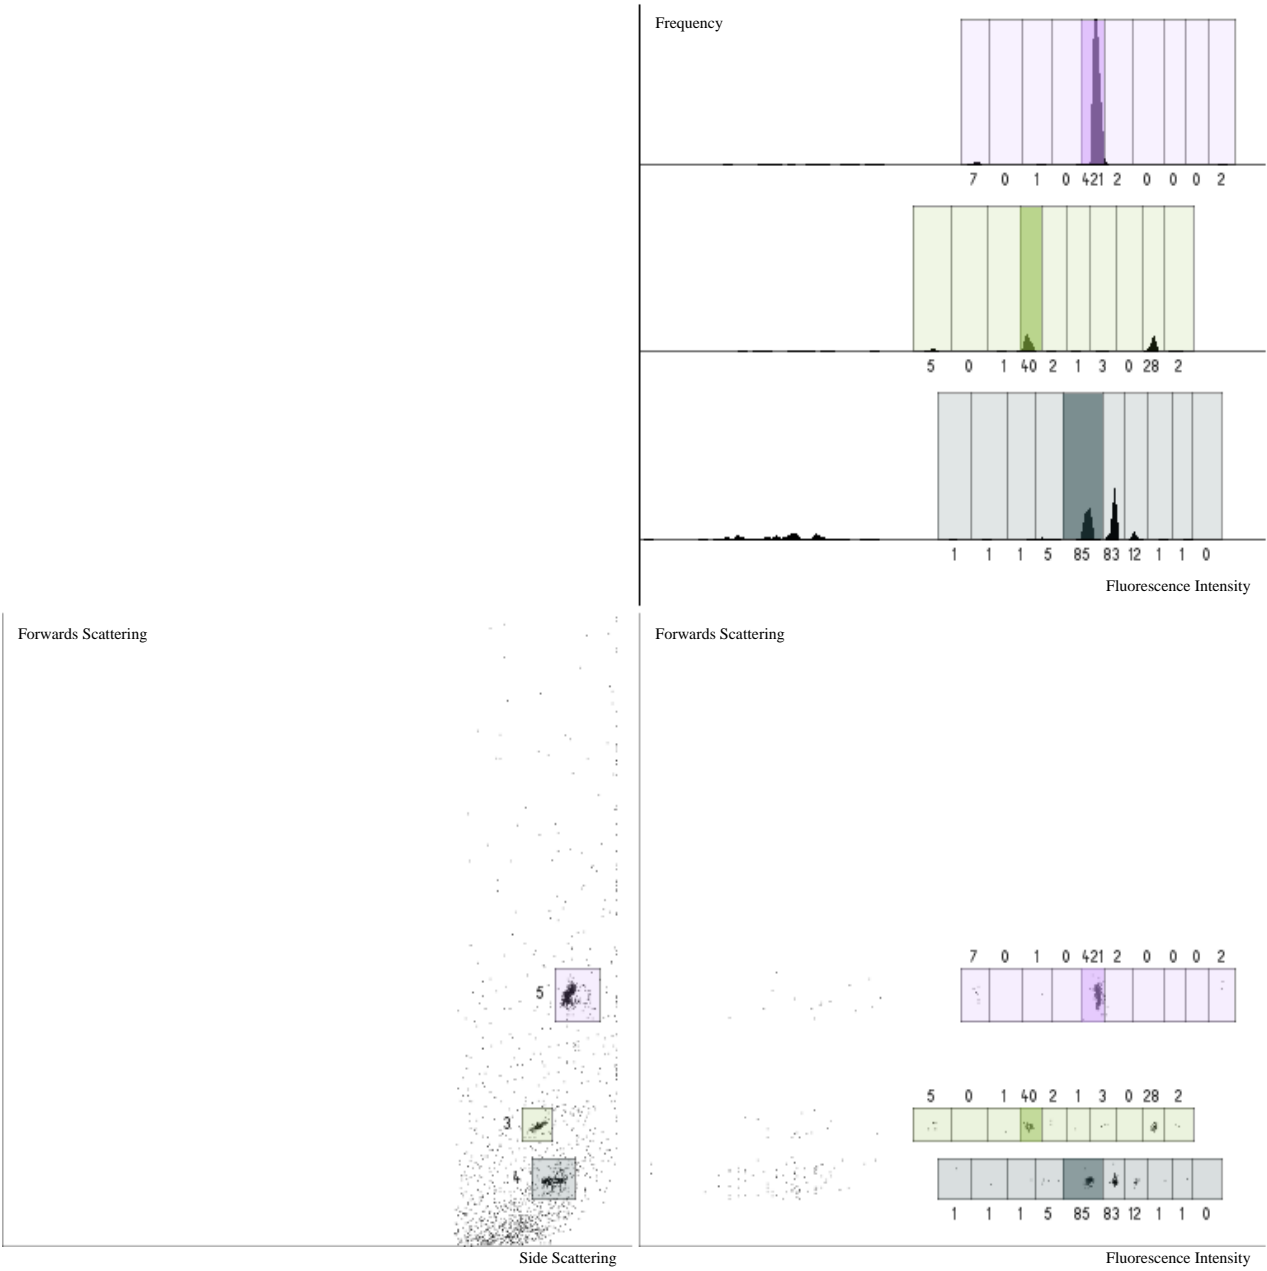 Frequency
7 0 1 0 421 2 0 0 0 2
5 0 1 40 2 1 3 0 28 2
1 1 1 5 85 83 12 1 1 0
Fluorescence Intensity
Forwards Scattering
Forwards Scattering
7 0 1 0 421 2 0 0 0 2
5
5 0 1 40 2 1 3 0 28 2
3
4
1 1 1 5 85 83 12 1 1 0
Side Scattering
Fluorescence Intensity